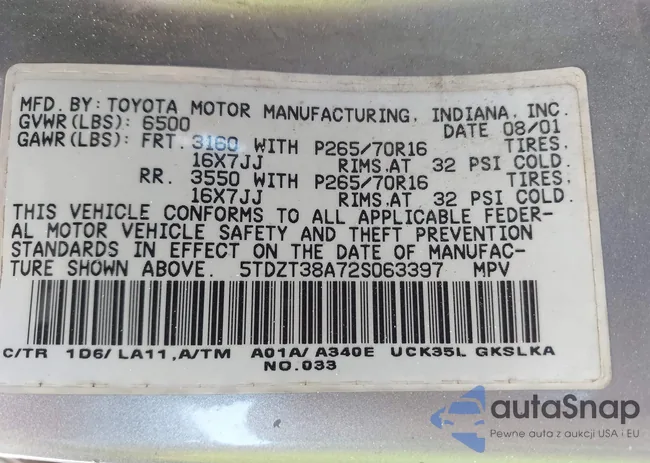 MFD. BY: TOYOTA MOTOR MANUFACTURING, INDIANA, INC.
GVWR(LBS): 6500 DATE 08/01
GAWR(LBS): FRT. 3160 WITH P265/70R16 TIRES.
16X7JJ RIMS.AT 32 PSI COLD.
RR. 3550 WITH P265/70R16 TIRES.
16X7JJ RIMS.AT 32 PSI COLD.
THIS VEHICLE CONFORMS TO ALL APPLICABLE FEDER-
AL MOTOR VEHICLE SAFETY AND THEFT PREVENTION
STANDARDS IN EFFECT ON THE DATE OF MANUFAC-
TURE SHOWN ABOVE. 5TDZT38A72S063397 MPV
C/TR 1D6/LA11,A/TM A01A/A340E UCK35L GKSLKA
NO.033
autaSnap
Pewne auta z aukcji USA i EU